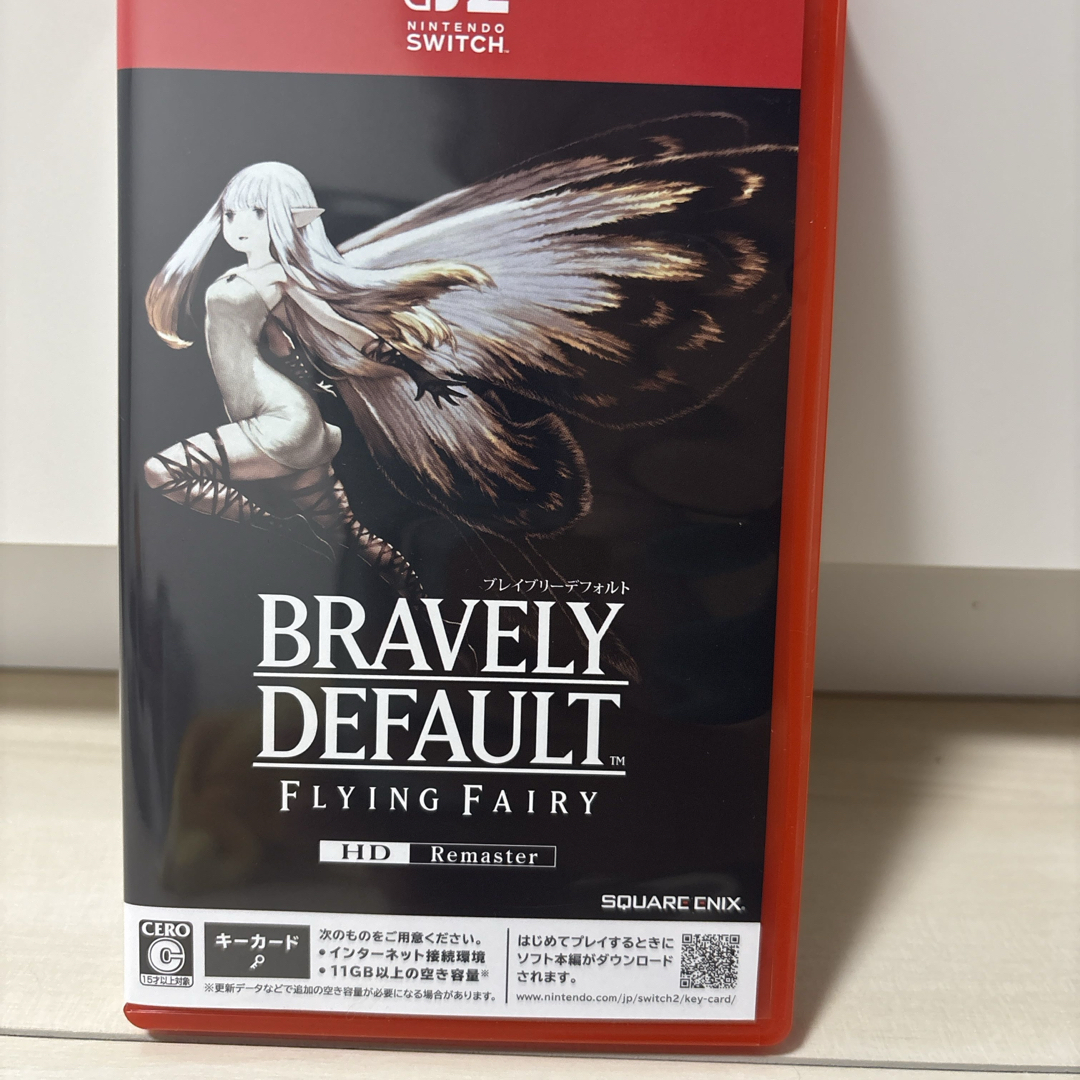 NINTENDO
SWITCH™
ブレイブリーデフォルト
BRAVELY
DEFAULT™
FLYING FAIRY
HD Remaster
SQUARE ENIX®
CERO
C
15才以上対象
キーカード
次のものをご用意ください。
・インターネット接続環境
・11GB以上の空き容量※
※更新データなどで追加の空き容量が必要になる場合があります。
はじめてプレイするときに
ソフト本編がダウンロード
されます。
www.nintendo.com/jp/switch2/key-card/